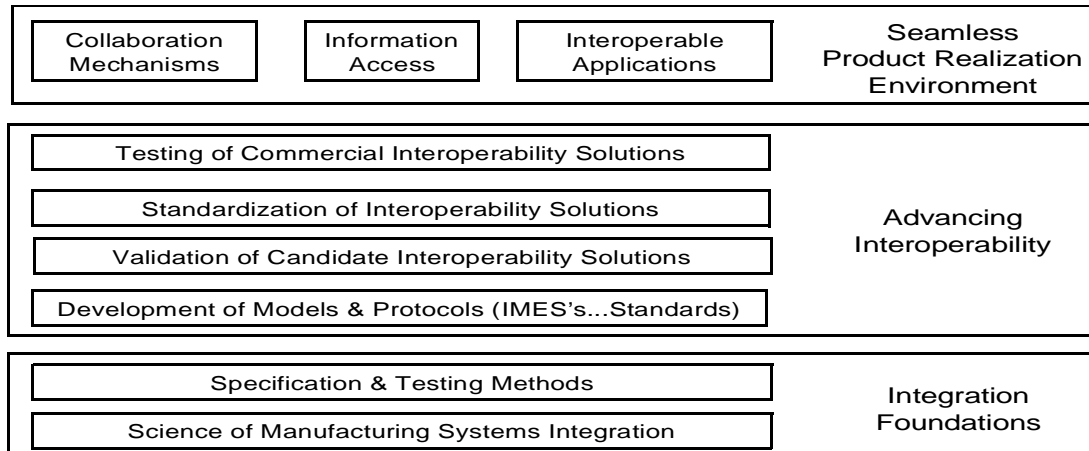 Collaboration
Mechanisms
Information
Access
Interoperable
Applications
Seamless
Product Realization
Environment
Testing of Commercial Interoperability Solutions
Standardization of Interoperability Solutions
Validation of Candidate Interoperability Solutions
Development of Models & Protocols (IMES's...Standards)
Advancing
Interoperability
Specification & Testing Methods
Science of Manufacturing Systems Integration
Integration
Foundations